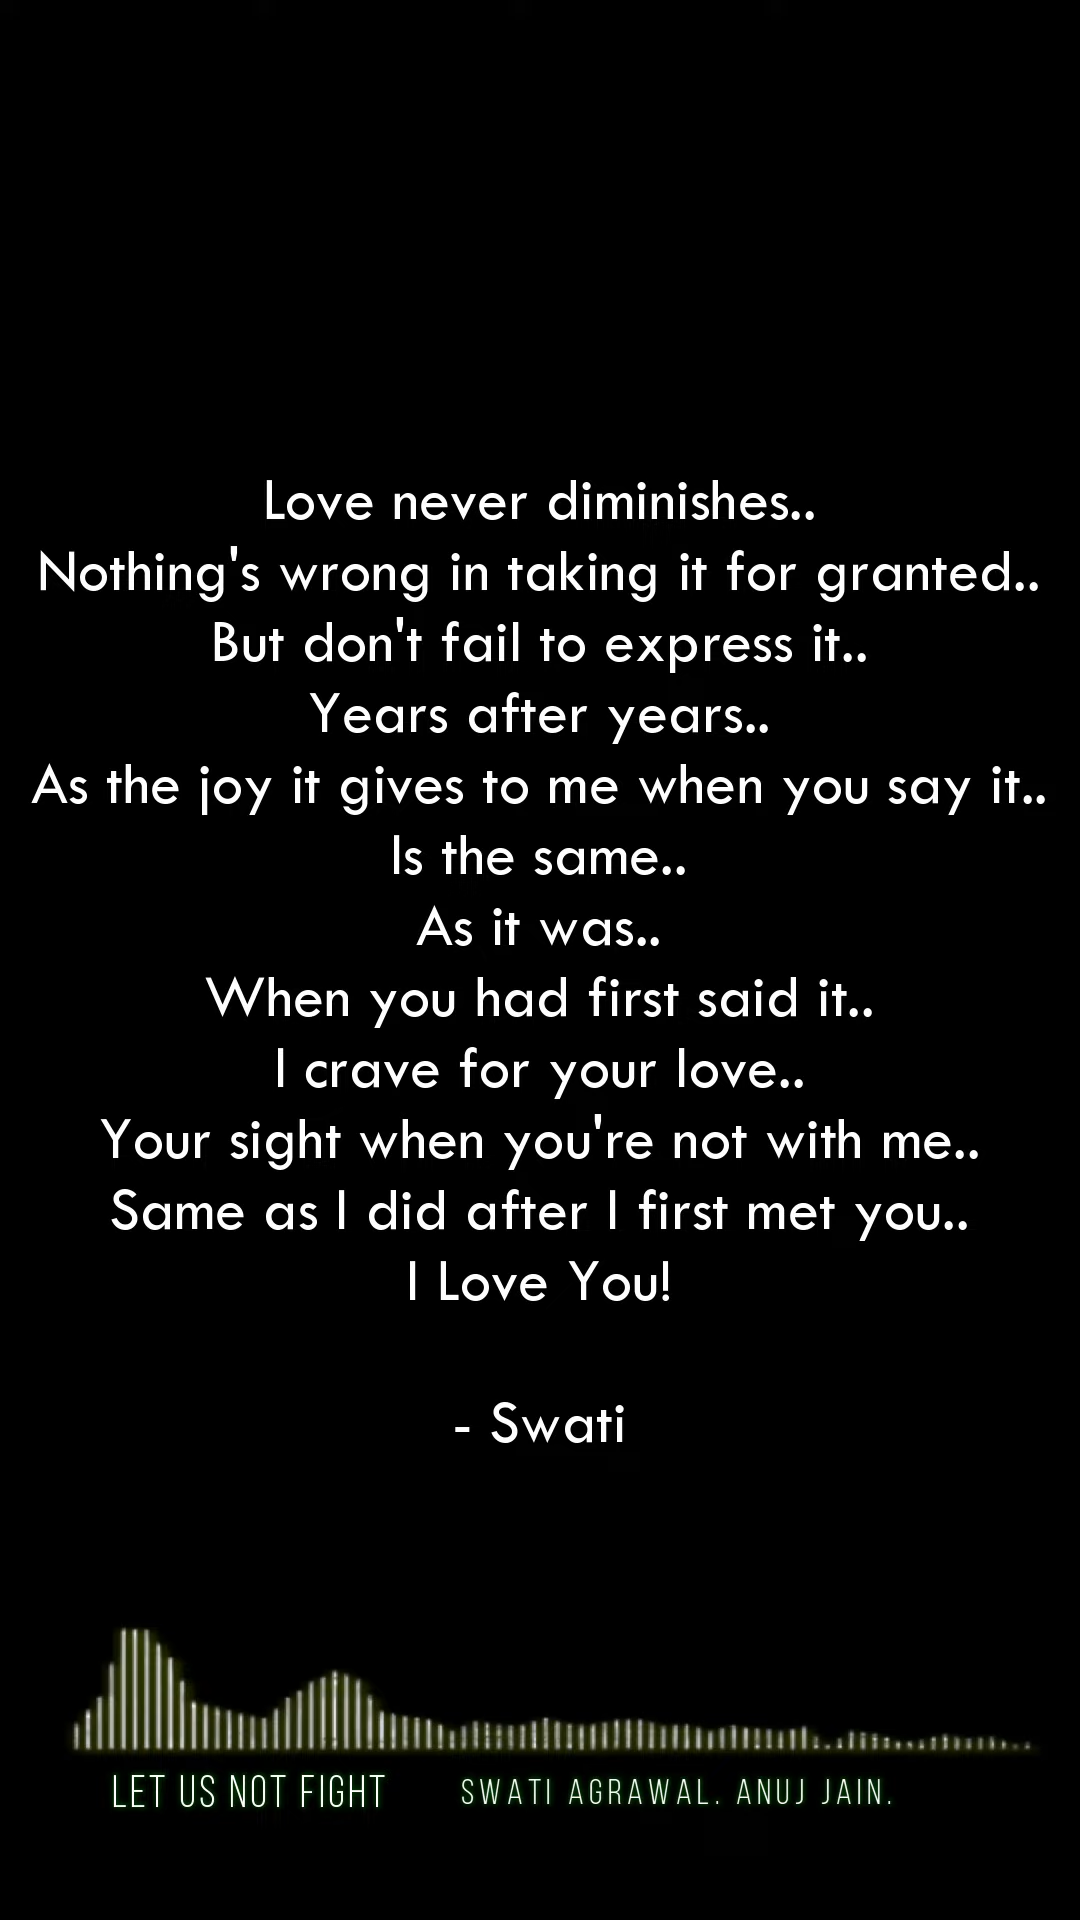 Love never diminishes..
Nothing's wrong in taking it for granted..
But don't fail to express it..
Years after years..
As the joy it gives to me when you say it..
Is the same..
As it was..
When you had first said it..
I crave for your love..
Your sight when you're not with me..
Same as I did after I first met you..
I Love You!
- Swati
LET US NOT FIGHT SWATI AGRAWAL. ANUJ JAIN.